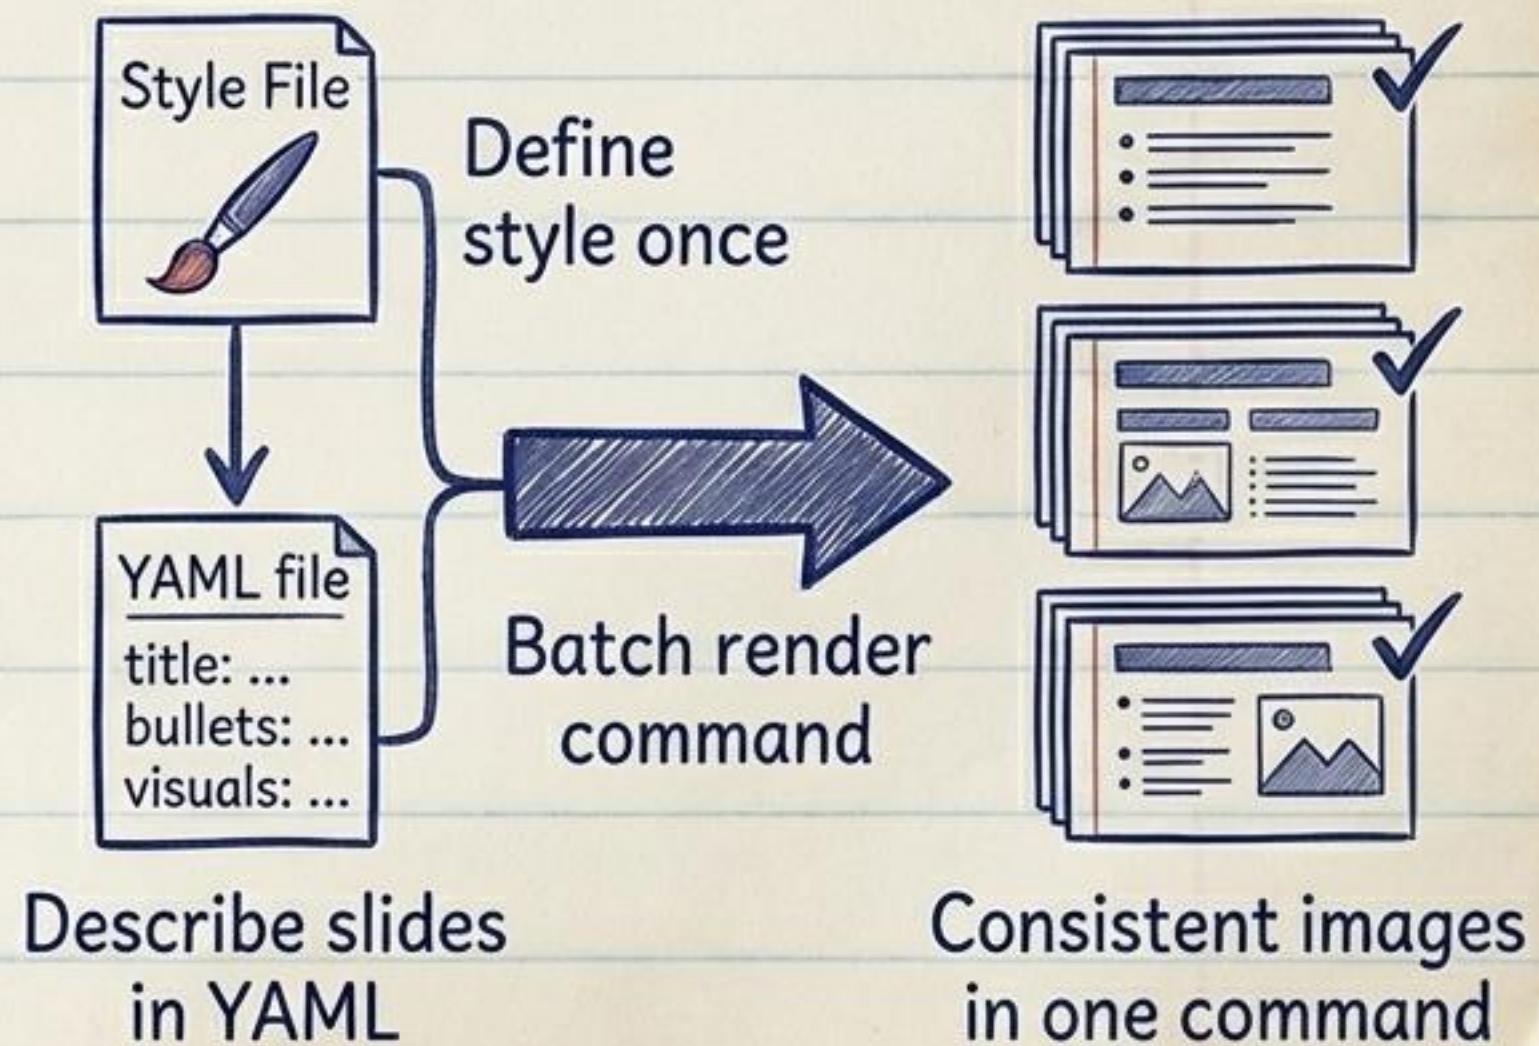 Style File
Define
style once
YAML file
title: ...
bullets: ...
visuals: ...
Batch render
command
Describe slides
in YAML
Consistent images
in one command